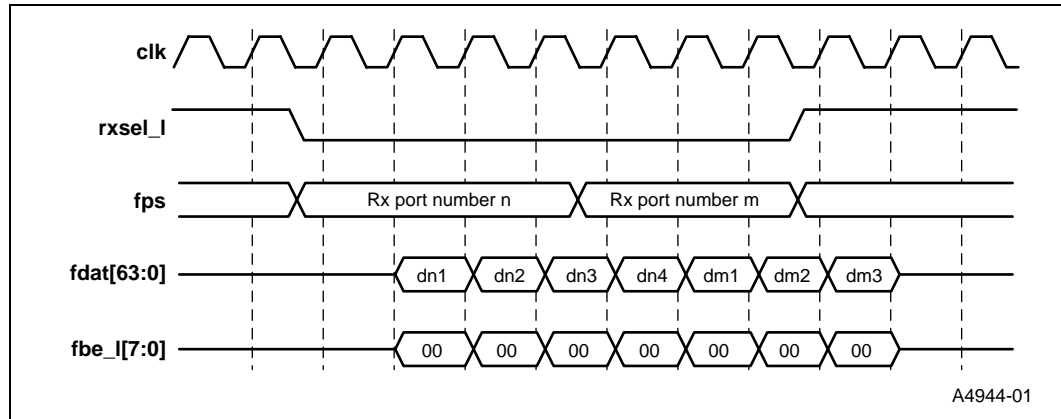 clk
rxsel_l
fps
Rx port number n
Rx port number m
fdat[63:0]
dn1 dn2 dn3 dn4 dm1 dm2 dm3
fbe_l[7:0]
00 00 00 00 00 00 00
A4944-01